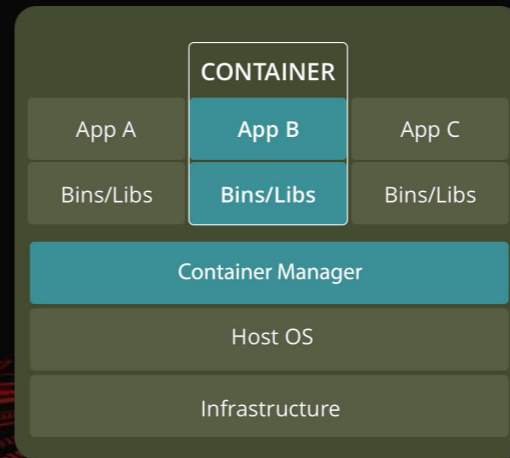 CONTAINER
App A App B App C
Bins/Libs Bins/Libs Bins/Libs
Container Manager
Host OS
Infrastructure